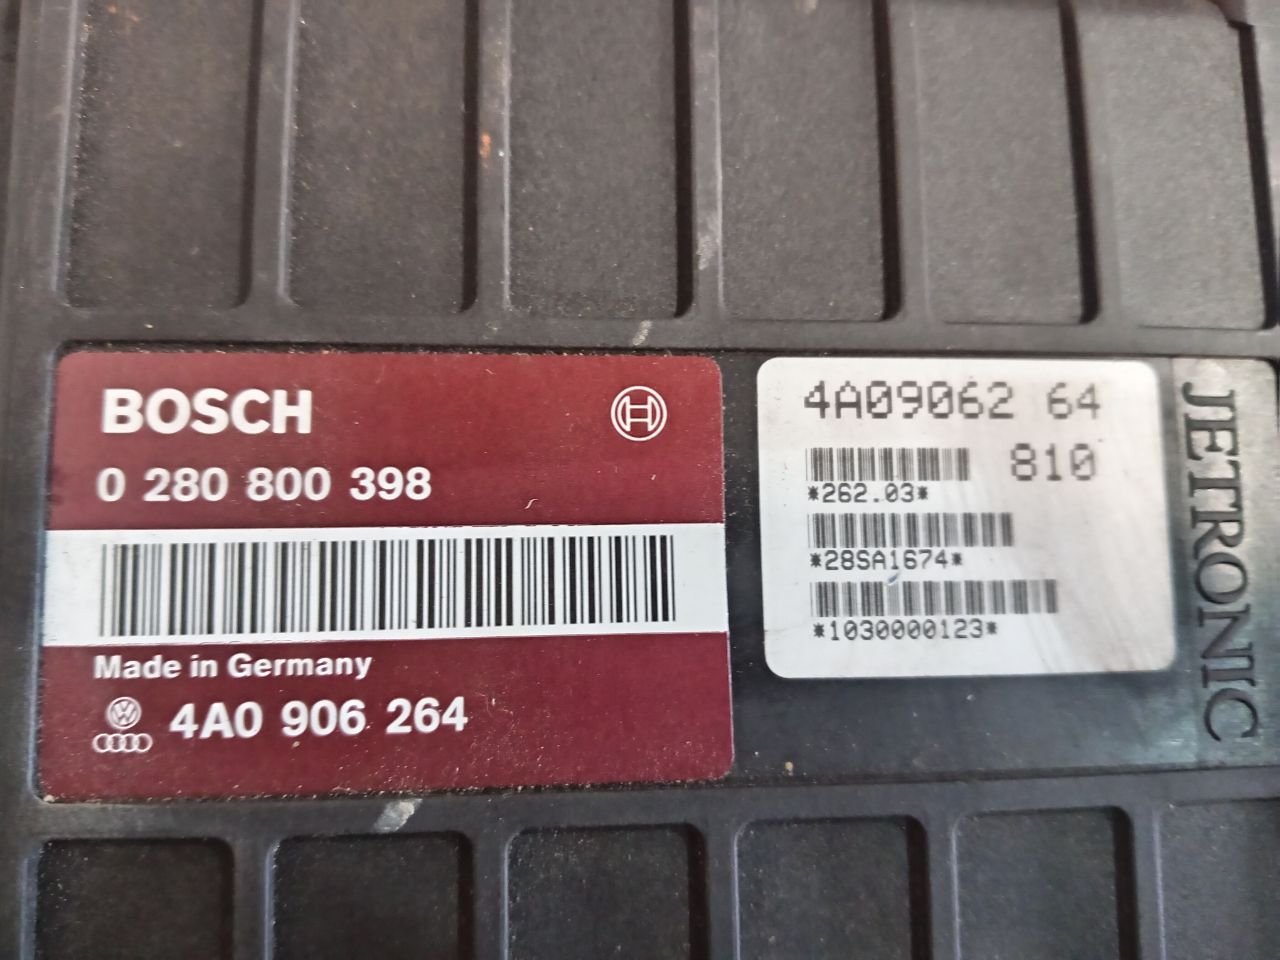 BOSCH
0 280 800 398
Made in Germany
4A0 906 264
4A09062 64
810
*262.03*
*28SA1674*
*1030000123*
JETRONIC